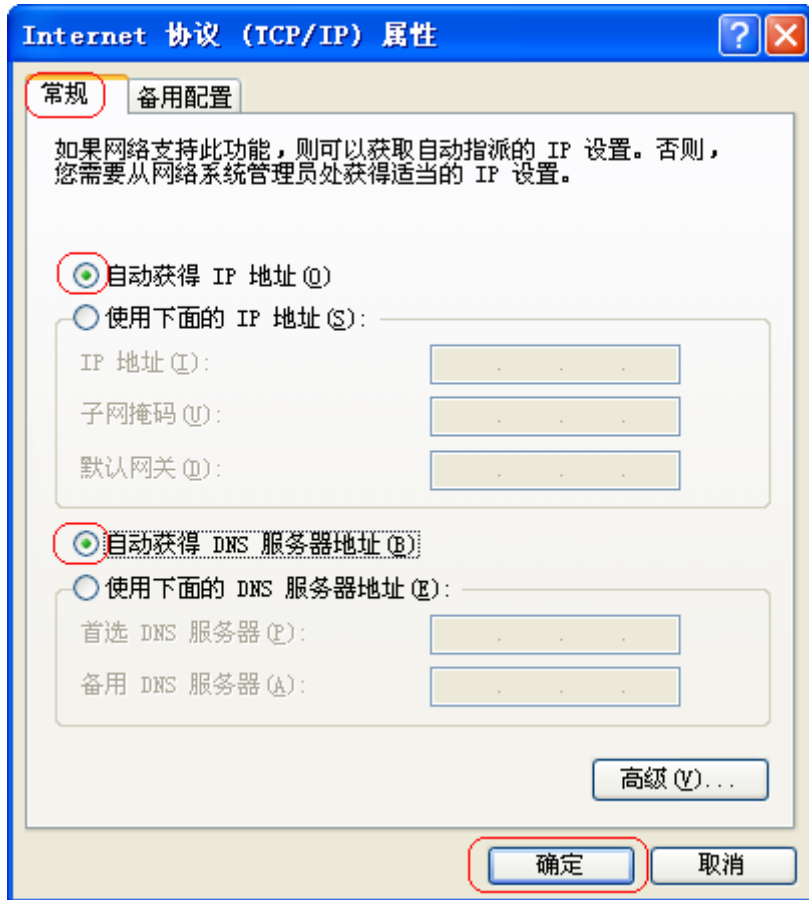 Internet 协议 (TCP/IP) 属性
常规
备用配置
如果网络支持此功能，则可以获取自动指派的 IP 设置。否则，
您需要从网络系统管理员处获得适当的 IP 设置。
自动获得 IP 地址(O)
使用下面的 IP 地址(S):
IP 地址(I):
子网掩码(U):
默认网关(D):
自动获得 DNS 服务器地址(B)
使用下面的 DNS 服务器地址(E):
首选 DNS 服务器(P):
备用 DNS 服务器(A):
高级(V)...
确定
取消